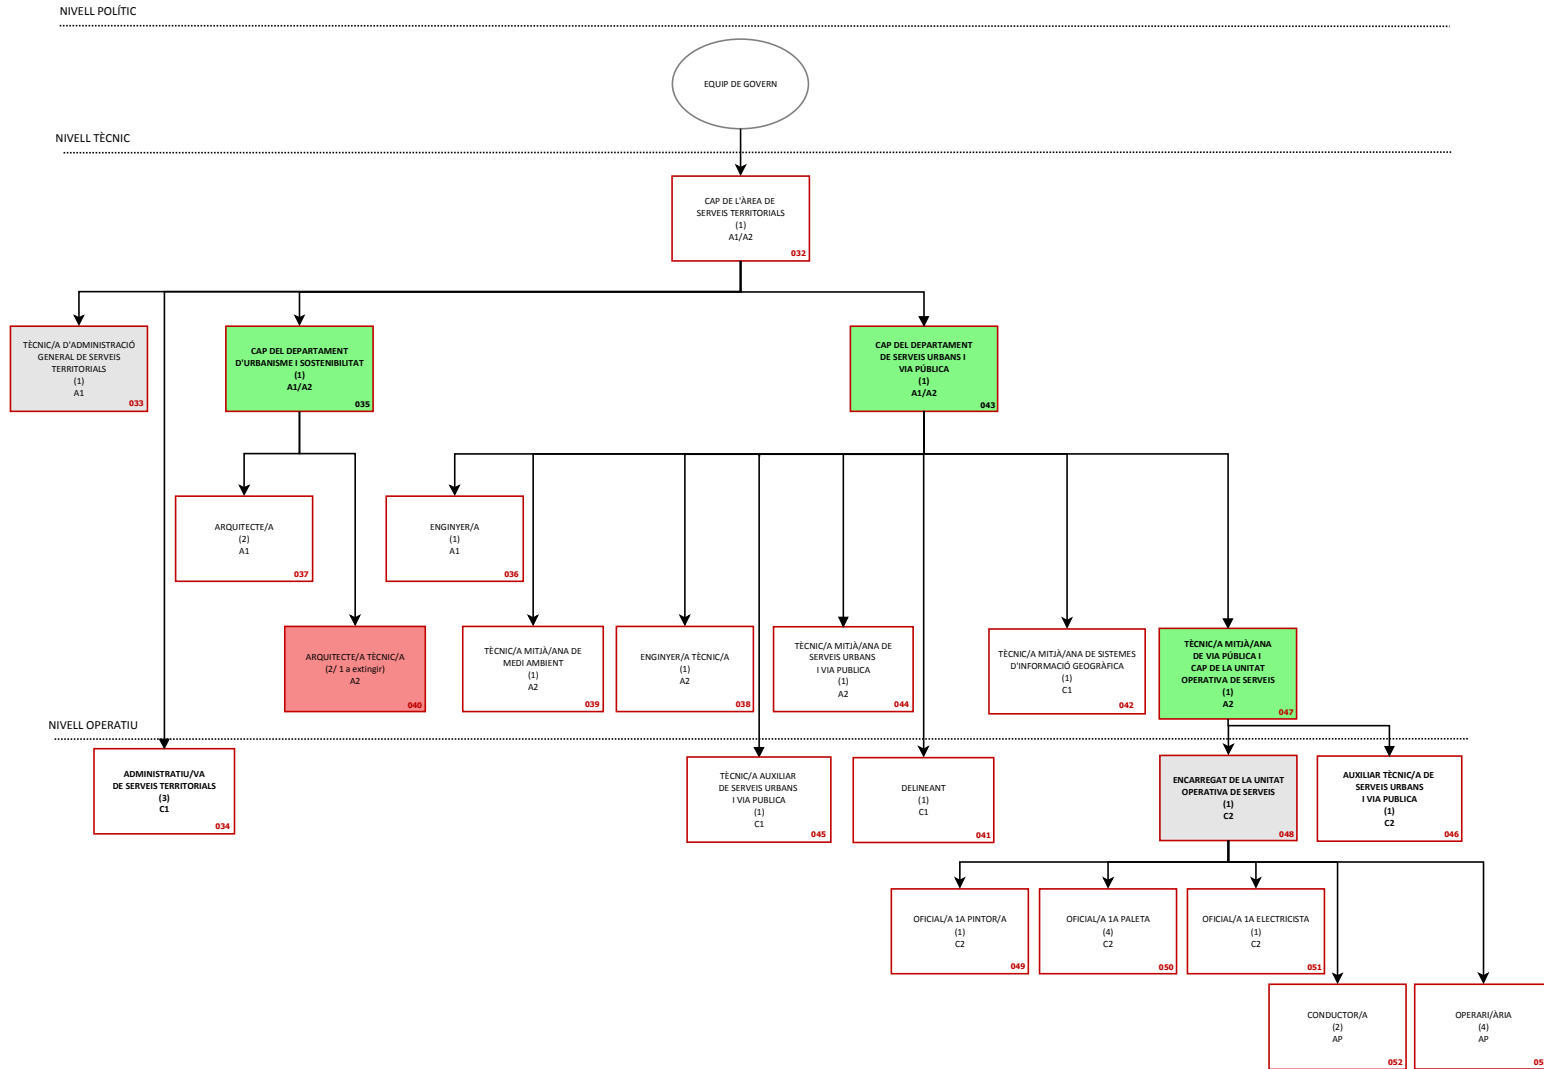 NIVELL POLÍTIC
EQUIP DE GOVERN
NIVELL TÈCNIC
CAP DE L'ÀREA DE
SERVEIS TERRITORIALS
(1)
A1/A2
032
TÈCNIC/A D'ADMINISTRACIÓ
GENERAL DE SERVEIS
TERRITORIALS
(1)
A1
033
CAP DEL DEPARTAMENT
D'URBANISME I SOSTENIBILITAT
(1)
A1/A2
035
CAP DEL DEPARTAMENT
DE SERVEIS URBANS I
VIA PÚBLICA
(1)
A1/A2
043
ARQUITECTE/A
(2)
A1
037
ENGINYER/A
(1)
A1
036
ARQUITECTE/A TÈCNIC/A
(2/ 1 a extingir)
A2
040
TÈCNIC/A MITJÀ/ANA DE
MEDI AMBIENT
(1)
A2
039
ENGINYER/A TÈCNIC/A
(1)
A2
038
TÈCNIC/A MITJÀ/ANA DE
SERVEIS URBANS
I VIA PUBLICA
(1)
A2
044
TÈCNIC/A MITJÀ/ANA DE SISTEMES
D'INFORMACIÓ GEOGRÀFICA
(1)
C1
042
TÈCNIC/A MITJÀ/ANA
DE VIA PÚBLICA I
CAP DE LA UNITAT
OPERATIVA DE SERVEIS
(1)
A2
047
NIVELL OPERATIU
ADMINISTRATIU/VA
DE SERVEIS TERRITORIALS
(3)
C1
034
TÈCNIC/A AUXILIAR
DE SERVEIS URBANS
I VIA PUBLICA
(1)
C1
045
DELINEANT
(1)
C1
041
ENCARREGAT DE LA UNITAT
OPERATIVA DE SERVEIS
(1)
C2
048
AUXILIAR TÈCNIC/A DE
SERVEIS URBANS
I VIA PUBLICA
(1)
C2
046
OFICIAL/A 1A PINTOR/A
(1)
C2
049
OFICIAL/A 1A PALETA
(4)
C2
050
OFICIAL/A 1A ELECTRICISTA
(1)
C2
051
CONDUCTOR/A
(2)
AP
052
OPERARI/ÀRIA
(4)
AP